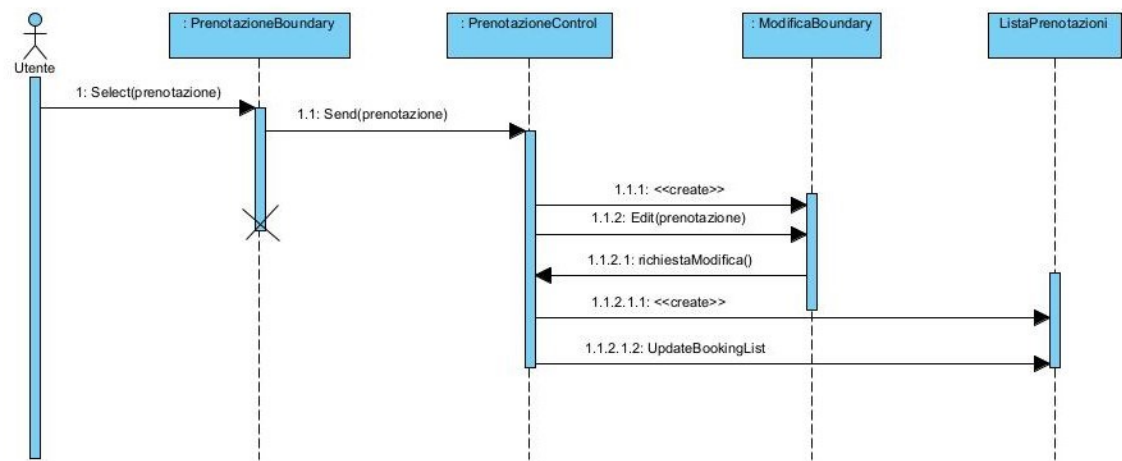 : PrenotazioneBoundary
: PrenotazioneControl
: ModificaBoundary
ListaPrenotazioni
Utente
1: Select(prenotazione)
1.1: Send(prenotazione)
1.1.1: <<create>>
1.1.2: Edit(prenotazione)
1.1.2.1: richiestaModifica()
1.1.2.1.1: <<create>>
1.1.2.1.2: UpdateBookingList